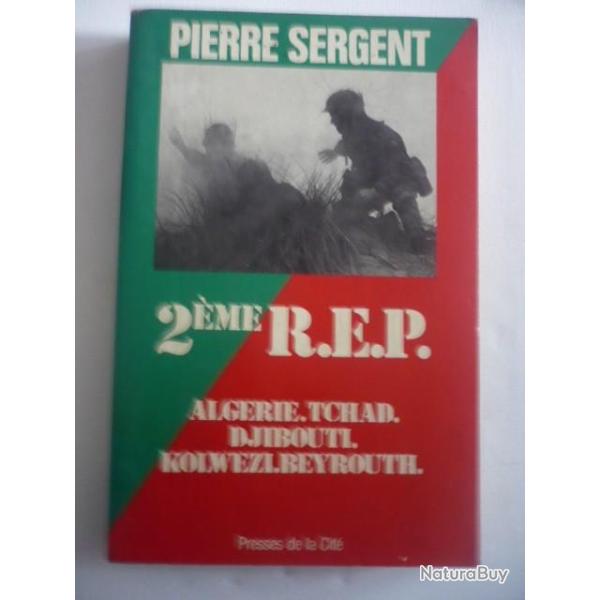 PIERRE SERGENT
2ÈME R.E.P.
ALGERIE.TCHAD.
DJIBOUTI.
KOLWEZI.BEYROUTH.
Presses de la Cité
NaturaBuy